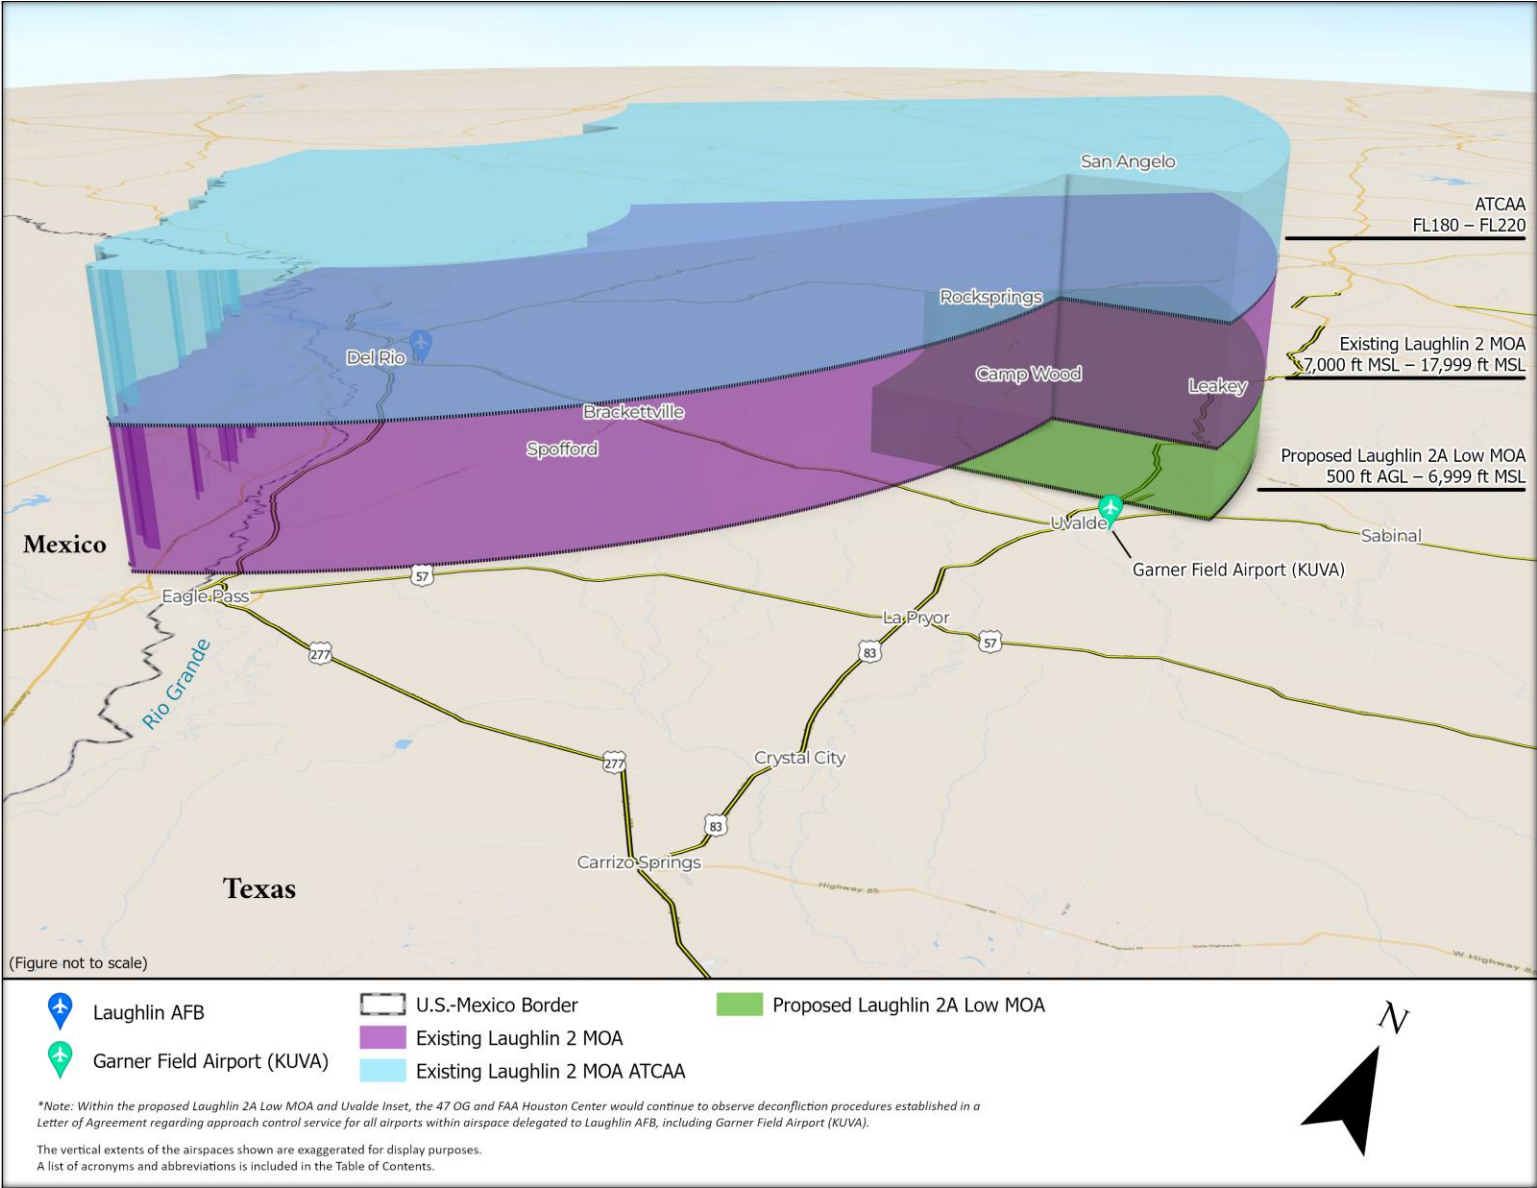 San Angelo
ATCAA
FL180 – FL220
Rocksprings
Existing Laughlin 2 MOA
7,000 ft MSL – 17,999 ft MSL
Del Rio
Camp Wood
Leakey
Brackettville
Spofford
Proposed Laughlin 2A Low MOA
500 ft AGL – 6,999 ft MSL
Mexico
Uvalde
Sabinal
Garner Field Airport (KUVA)
57
Eagle Pass
La Pryor
57
277
83
Rio Grande
Crystal City
277
83
Carrizo Springs
Texas
Highway 85
W Highway 85
(Figure not to scale)
Laughlin AFB
Garner Field Airport (KUVA)
U.S.-Mexico Border
Existing Laughlin 2 MOA
Existing Laughlin 2 MOA ATCAA
Proposed Laughlin 2A Low MOA
N
*Note: Within the proposed Laughlin 2A Low MOA and Uvalde Inset, the 47 OG and FAA Houston Center would continue to observe deconfliction procedures established in a
Letter of Agreement regarding approach control service for all airports within airspace delegated to Laughlin AFB, including Garner Field Airport (KUVA).
The vertical extents of the airspaces shown are exaggerated for display purposes.
A list of acronyms and abbreviations is included in the Table of Contents.